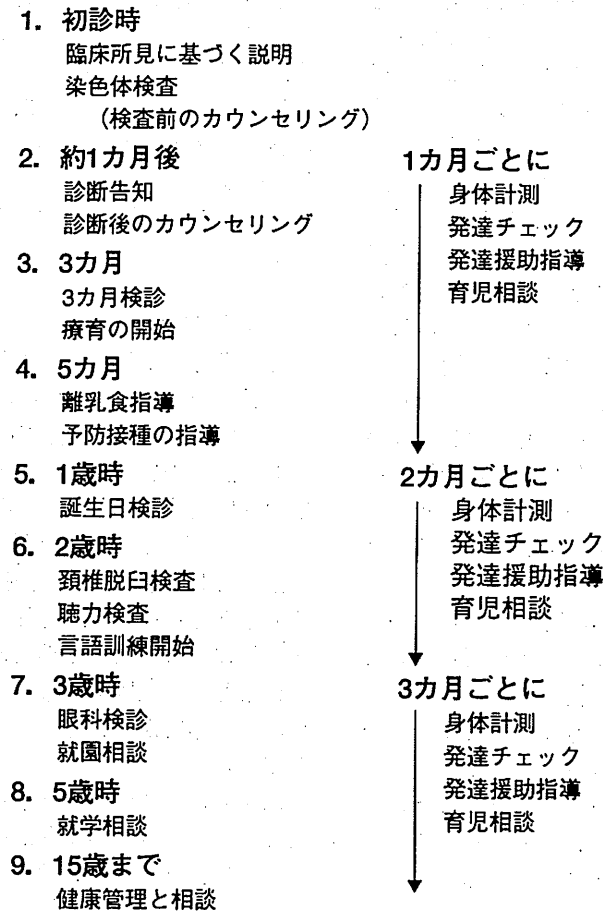 1. 初診時
臨床所見に基づく説明
染色体検査
（検査前のカウンセリング）
2. 約1カ月後
診断告知
診断後のカウンセリング
3. 3カ月
3カ月検診
療育の開始
4. 5カ月
離乳食指導
予防接種の指導
5. 1歳時
誕生日検診
6. 2歳時
頚椎脱臼検査
聴力検査
言語訓練開始
7. 3歳時
眼科検診
就園相談
8. 5歳時
就学相談
9. 15歳まで
健康管理と相談
1カ月ごとに
身体計測
発達チェック
発達援助指導
育児相談
2カ月ごとに
身体計測
発達チェック
発達援助指導
育児相談
3カ月ごとに
身体計測
発達チェック
発達援助指導
育児相談